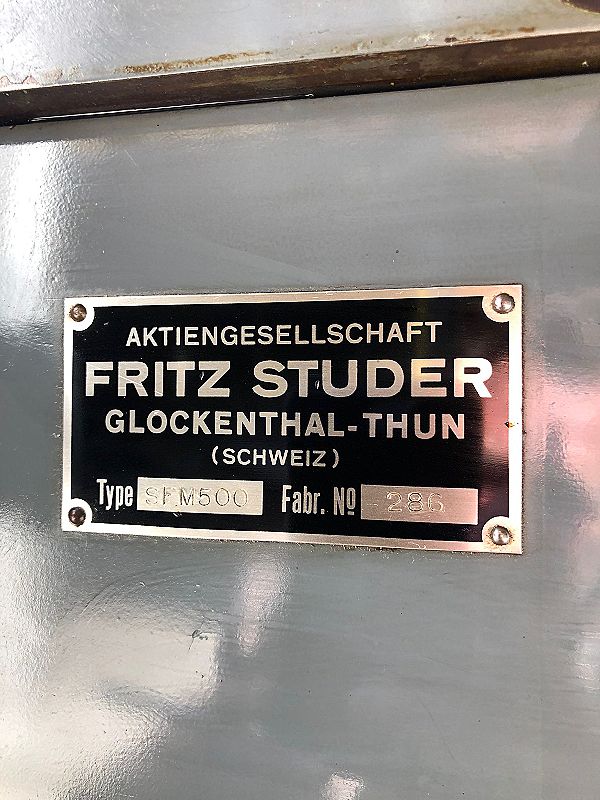 AKTIENGESELLSCHAFT
FRITZ STUDER
GLOCKENTHAL-THUN
(SCHWEIZ)
Type SFM500 Fabr. Nº 286